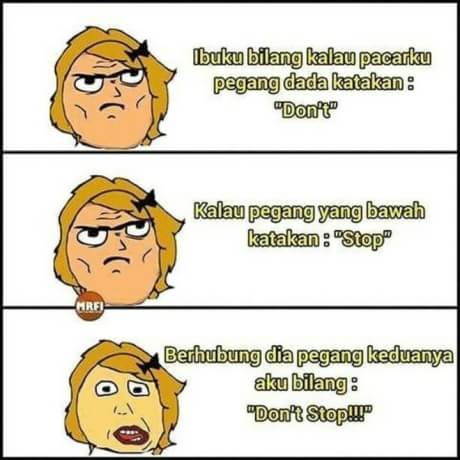 Ibuku bilang kalau pacarku
pegang dada katakan :
"Don't"
Kalau pegang yang bawah
katakan : "Stop"
MRFI
Berhubung dia pegang keduanya
aku bilang :
"Don't Stop!!!"